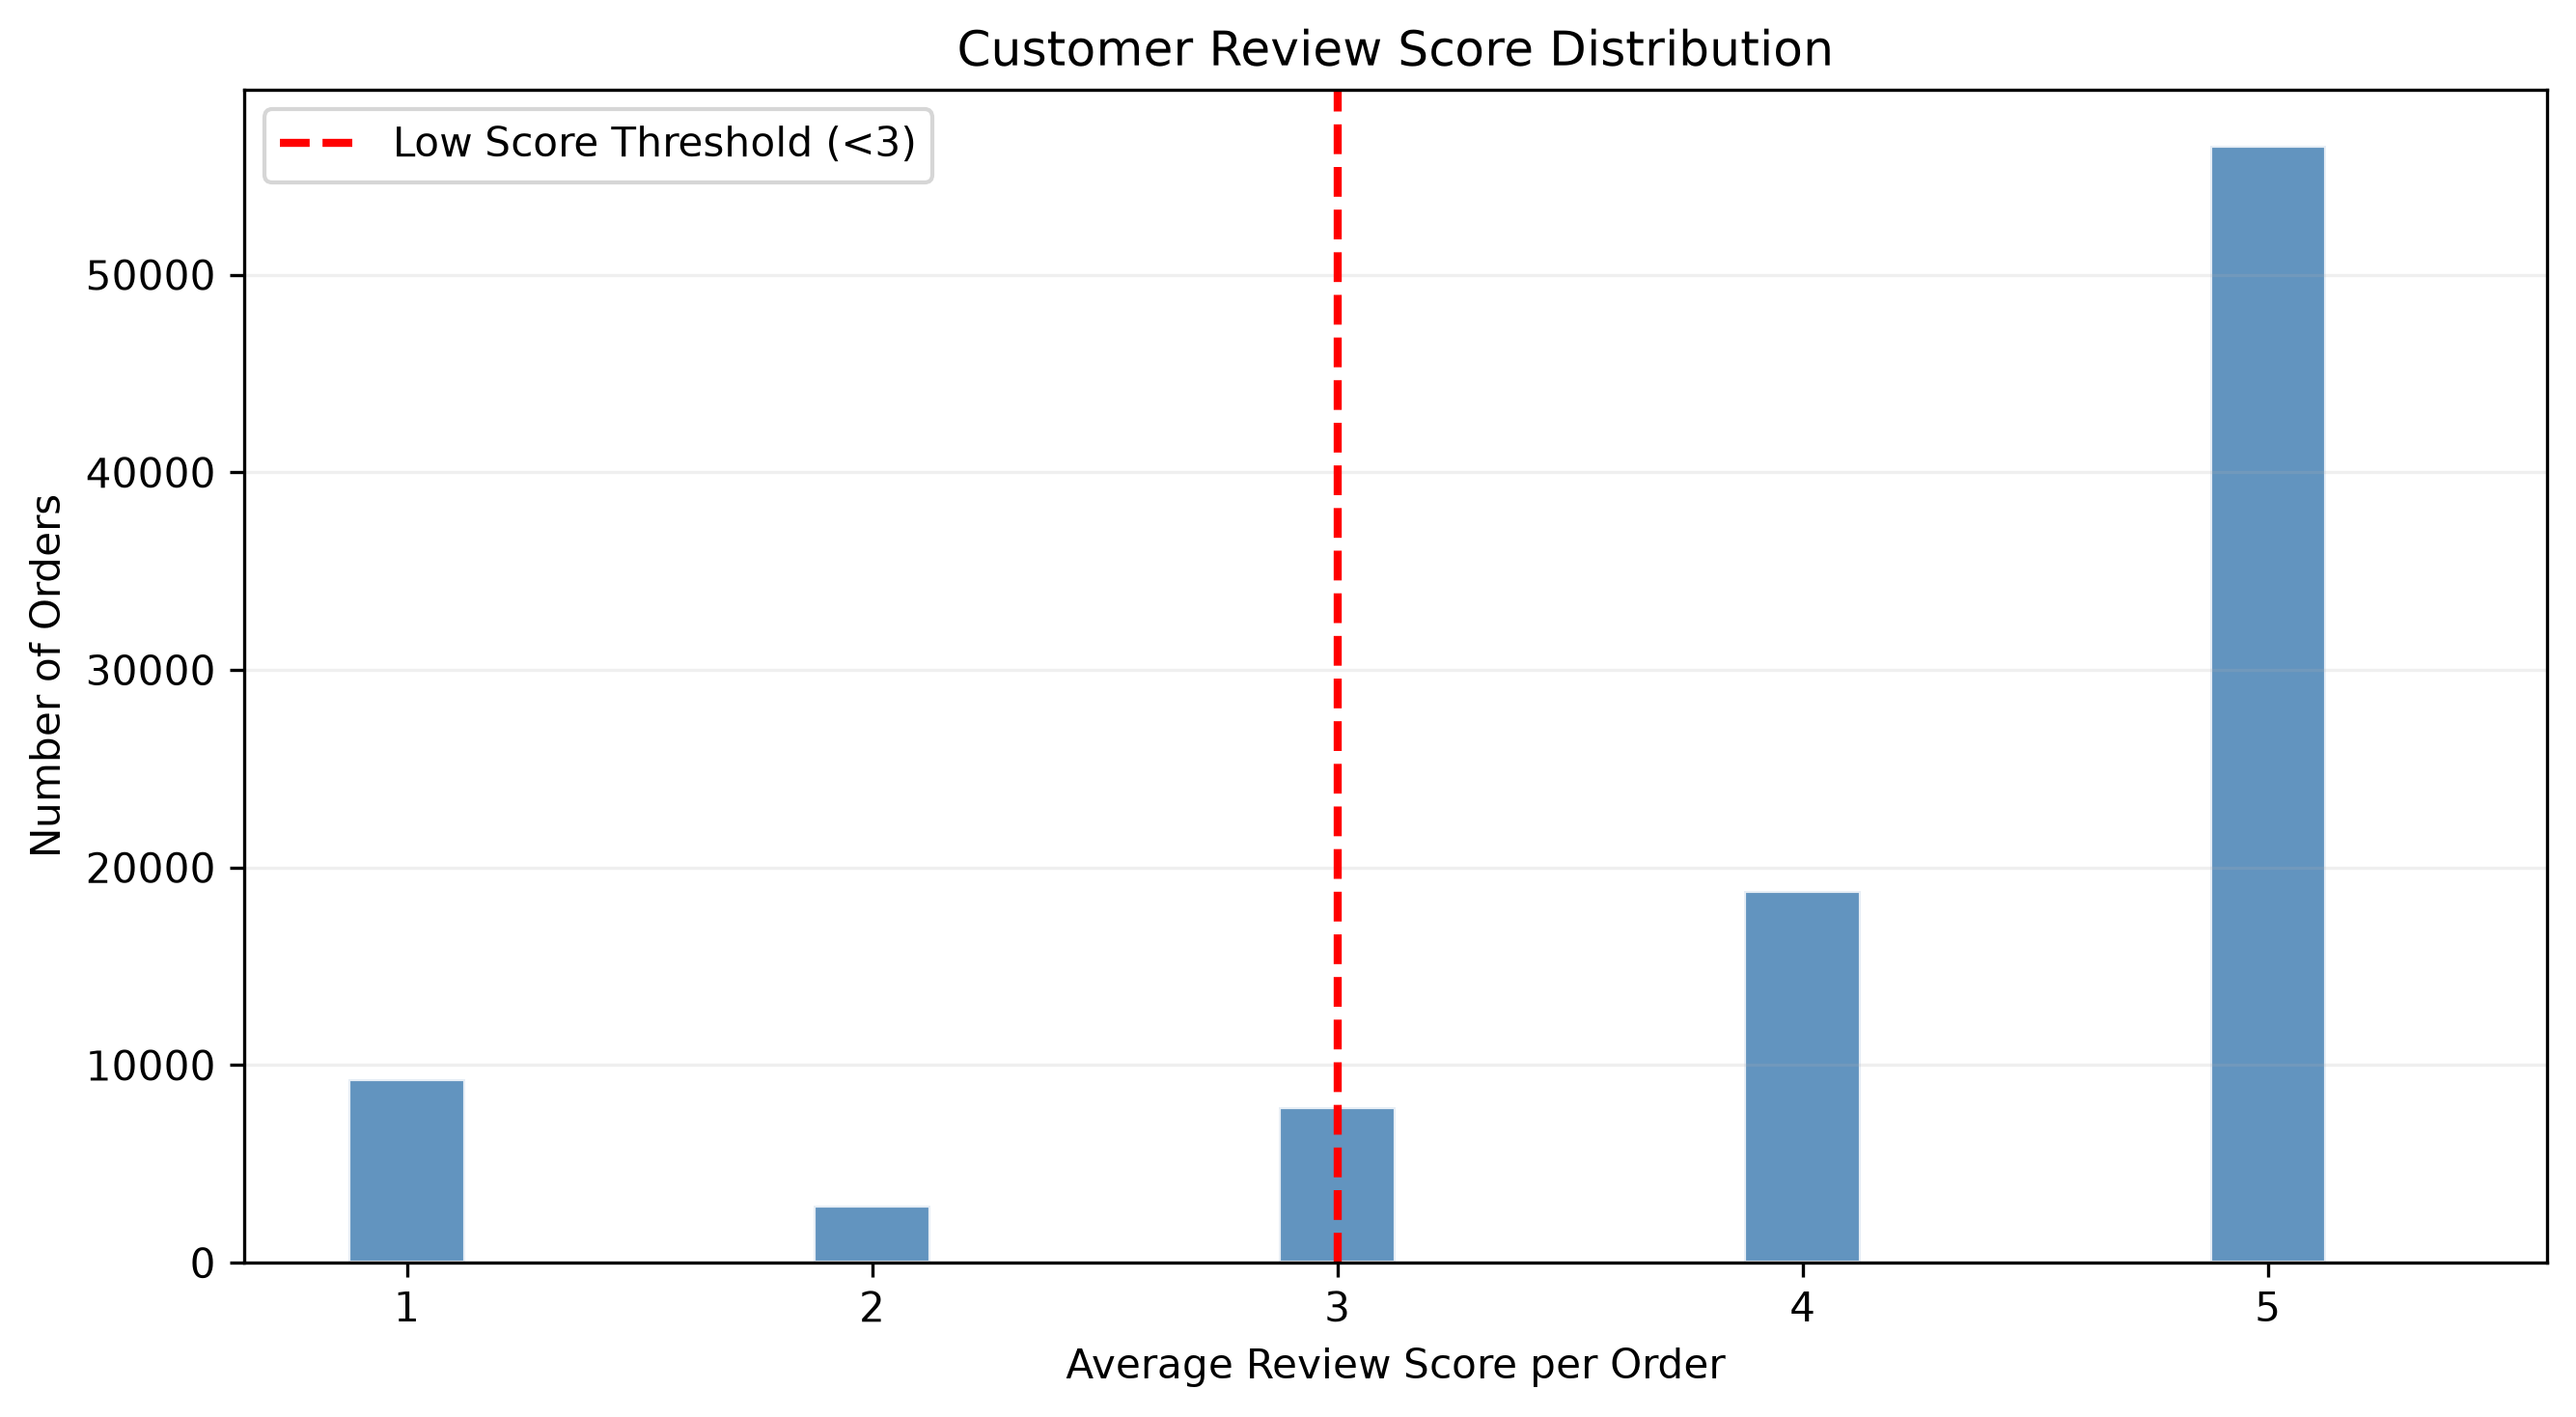 Customer Review Score Distribution
Low Score Threshold (<3)
50000
40000
30000
20000
10000
0
Number of Orders
1 2 3 4 5
Average Review Score per Order